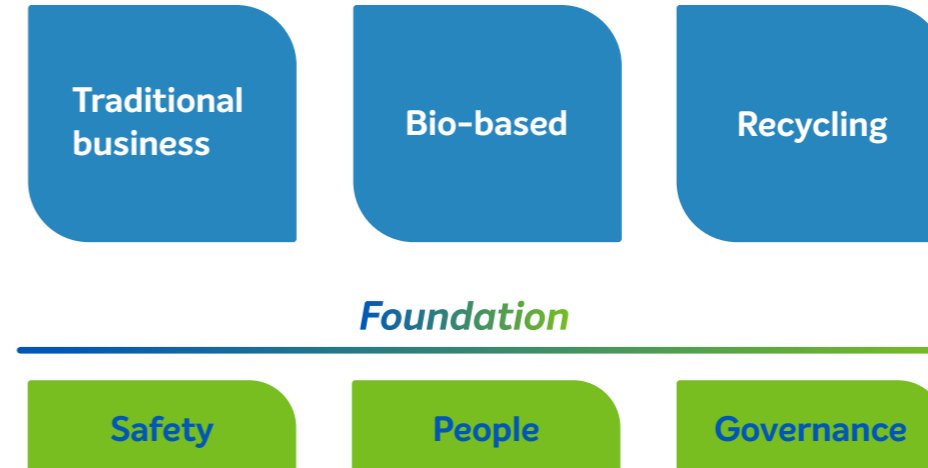 Traditional
business
Bio-based
Recycling
Foundation
Safety
People
Governance